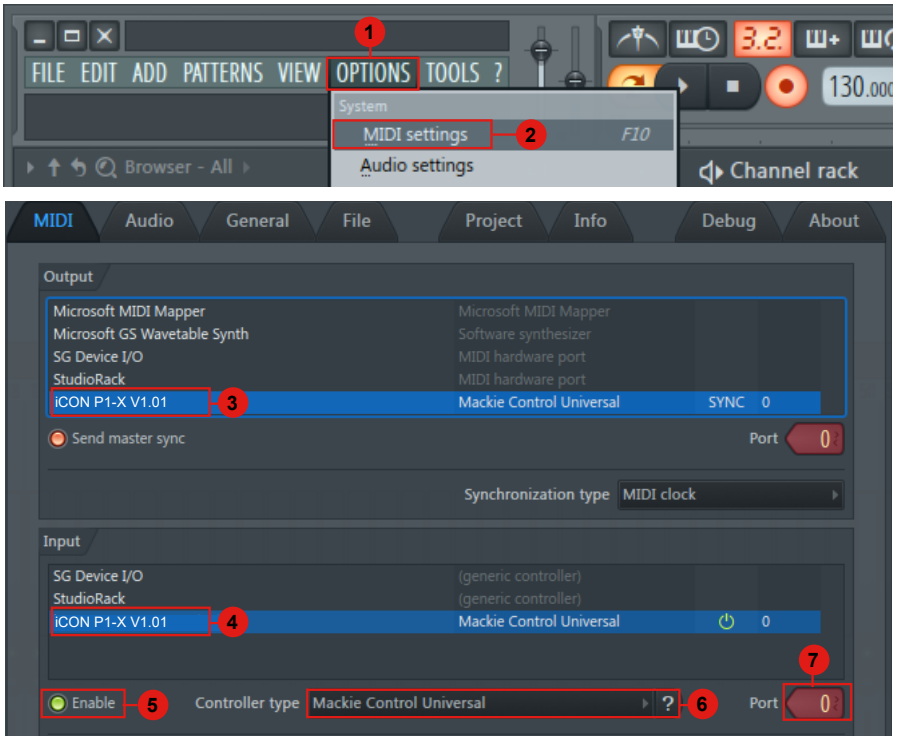 1
3.2.
FILE EDIT ADD PATTERNS VIEW OPTIONS TOOLS ?
130.000
System
MIDI settings 2 F10
Browser - All
Audio settings
Channel rack
MIDI Audio General File Project Info Debug About
Output
Microsoft MIDI Mapper Microsoft MIDI Mapper
Microsoft GS Wavetable Synth Software synthesizer
SG Device I/O MIDI hardware port
StudioRack MIDI hardware port
iCON P1-X V1.01 3 Mackie Control Universal SYNC 0
Send master sync Port 0
Synchronization type MIDI clock
Input
SG Device I/O (generic controller)
StudioRack (generic controller)
iCON P1-X V1.01 4 Mackie Control Universal 0
7
Enable 5 Controller type Mackie Control Universal ? 6 Port 0